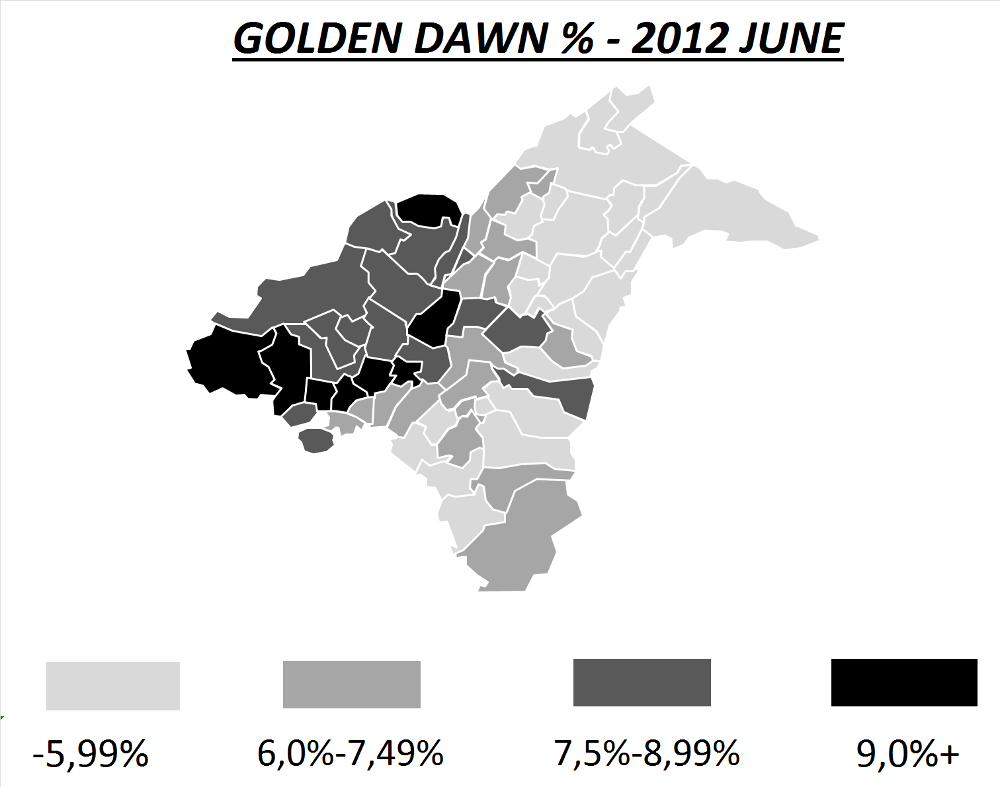 GOLDEN DAWN % - 2012 JUNE
-5,99%
6,0%-7,49%
7,5%-8,99%
9,0%+